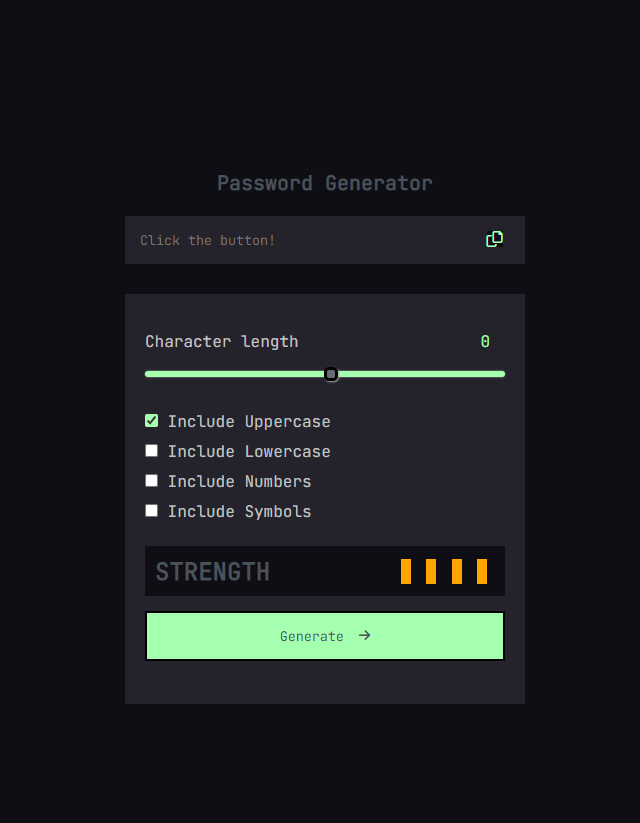 Password Generator
Click the button!
Character length 0
Include Uppercase
Include Lowercase
Include Numbers
Include Symbols
STRENGTH
Generate →